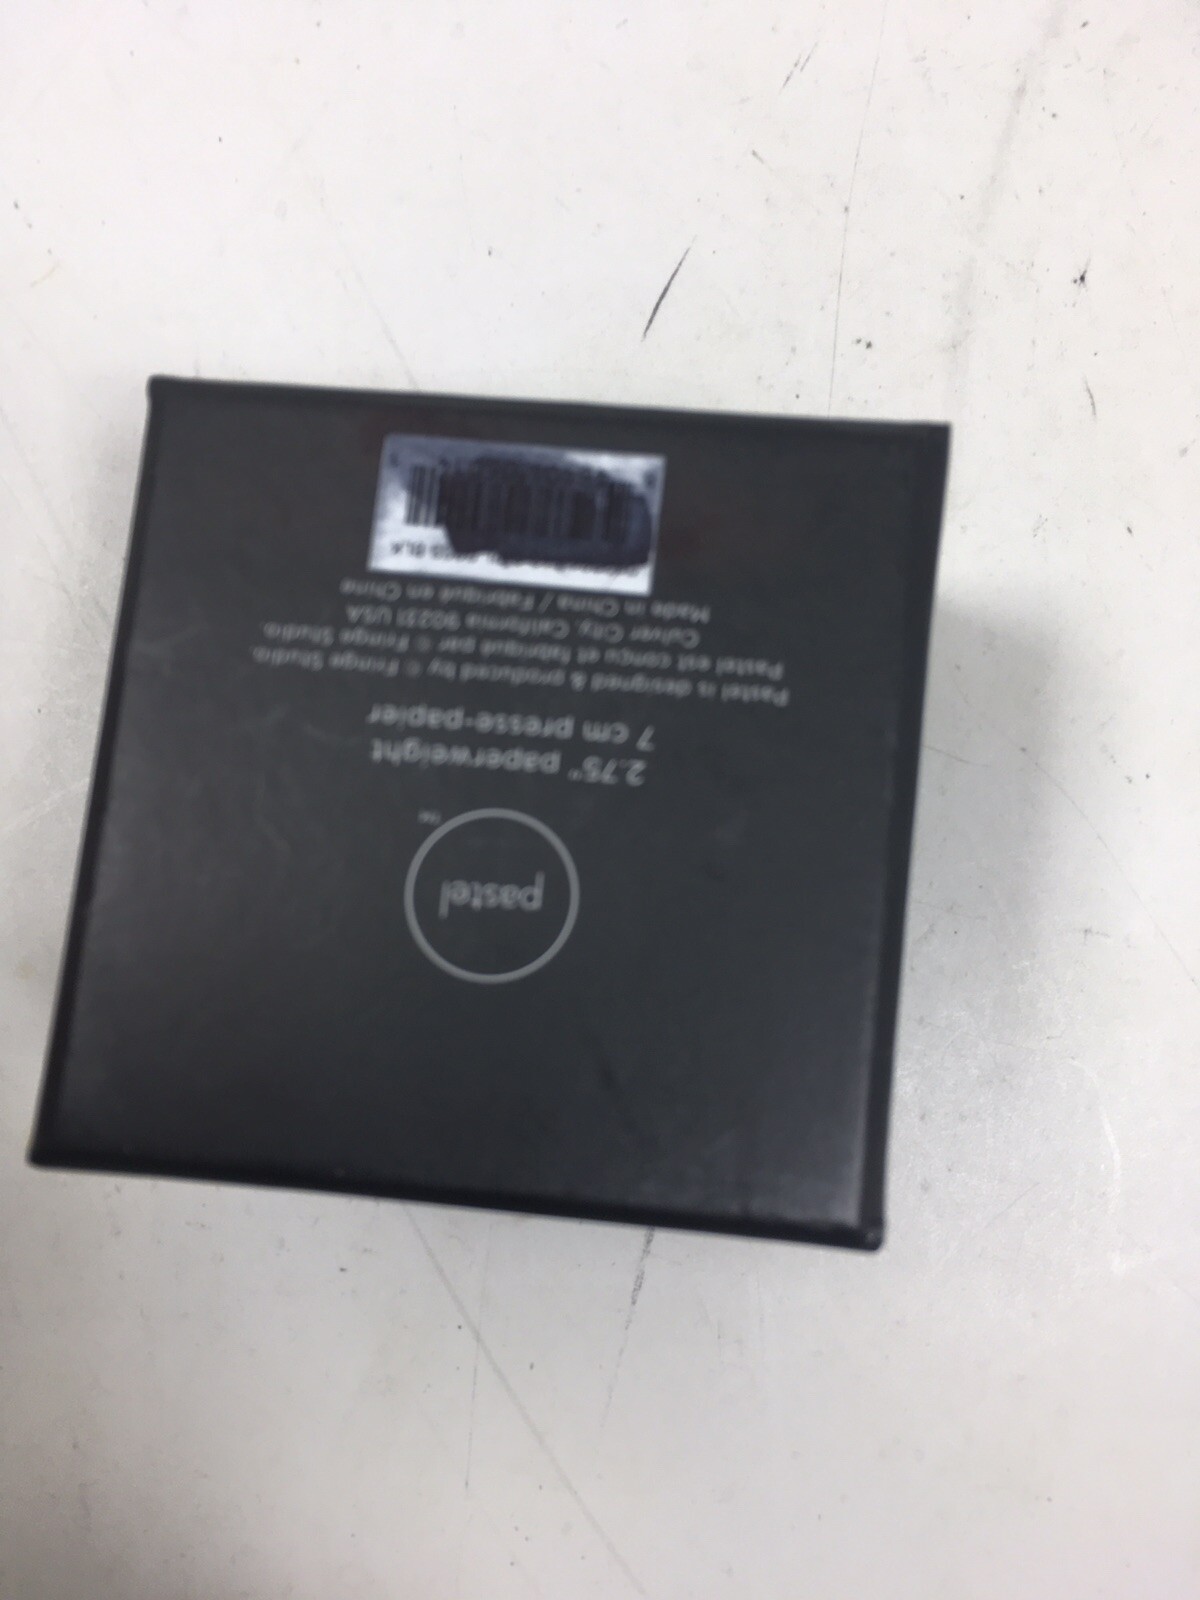 pastel
TM
2.75" paperweight
7 cm presse-papier
Pastel is designed & produced by © Fringe Studio.
Pastel est conçu et fabriqué par © Fringe Studio.
Culver City, California 90231 USA
Made in China / Fabriqué en Chine